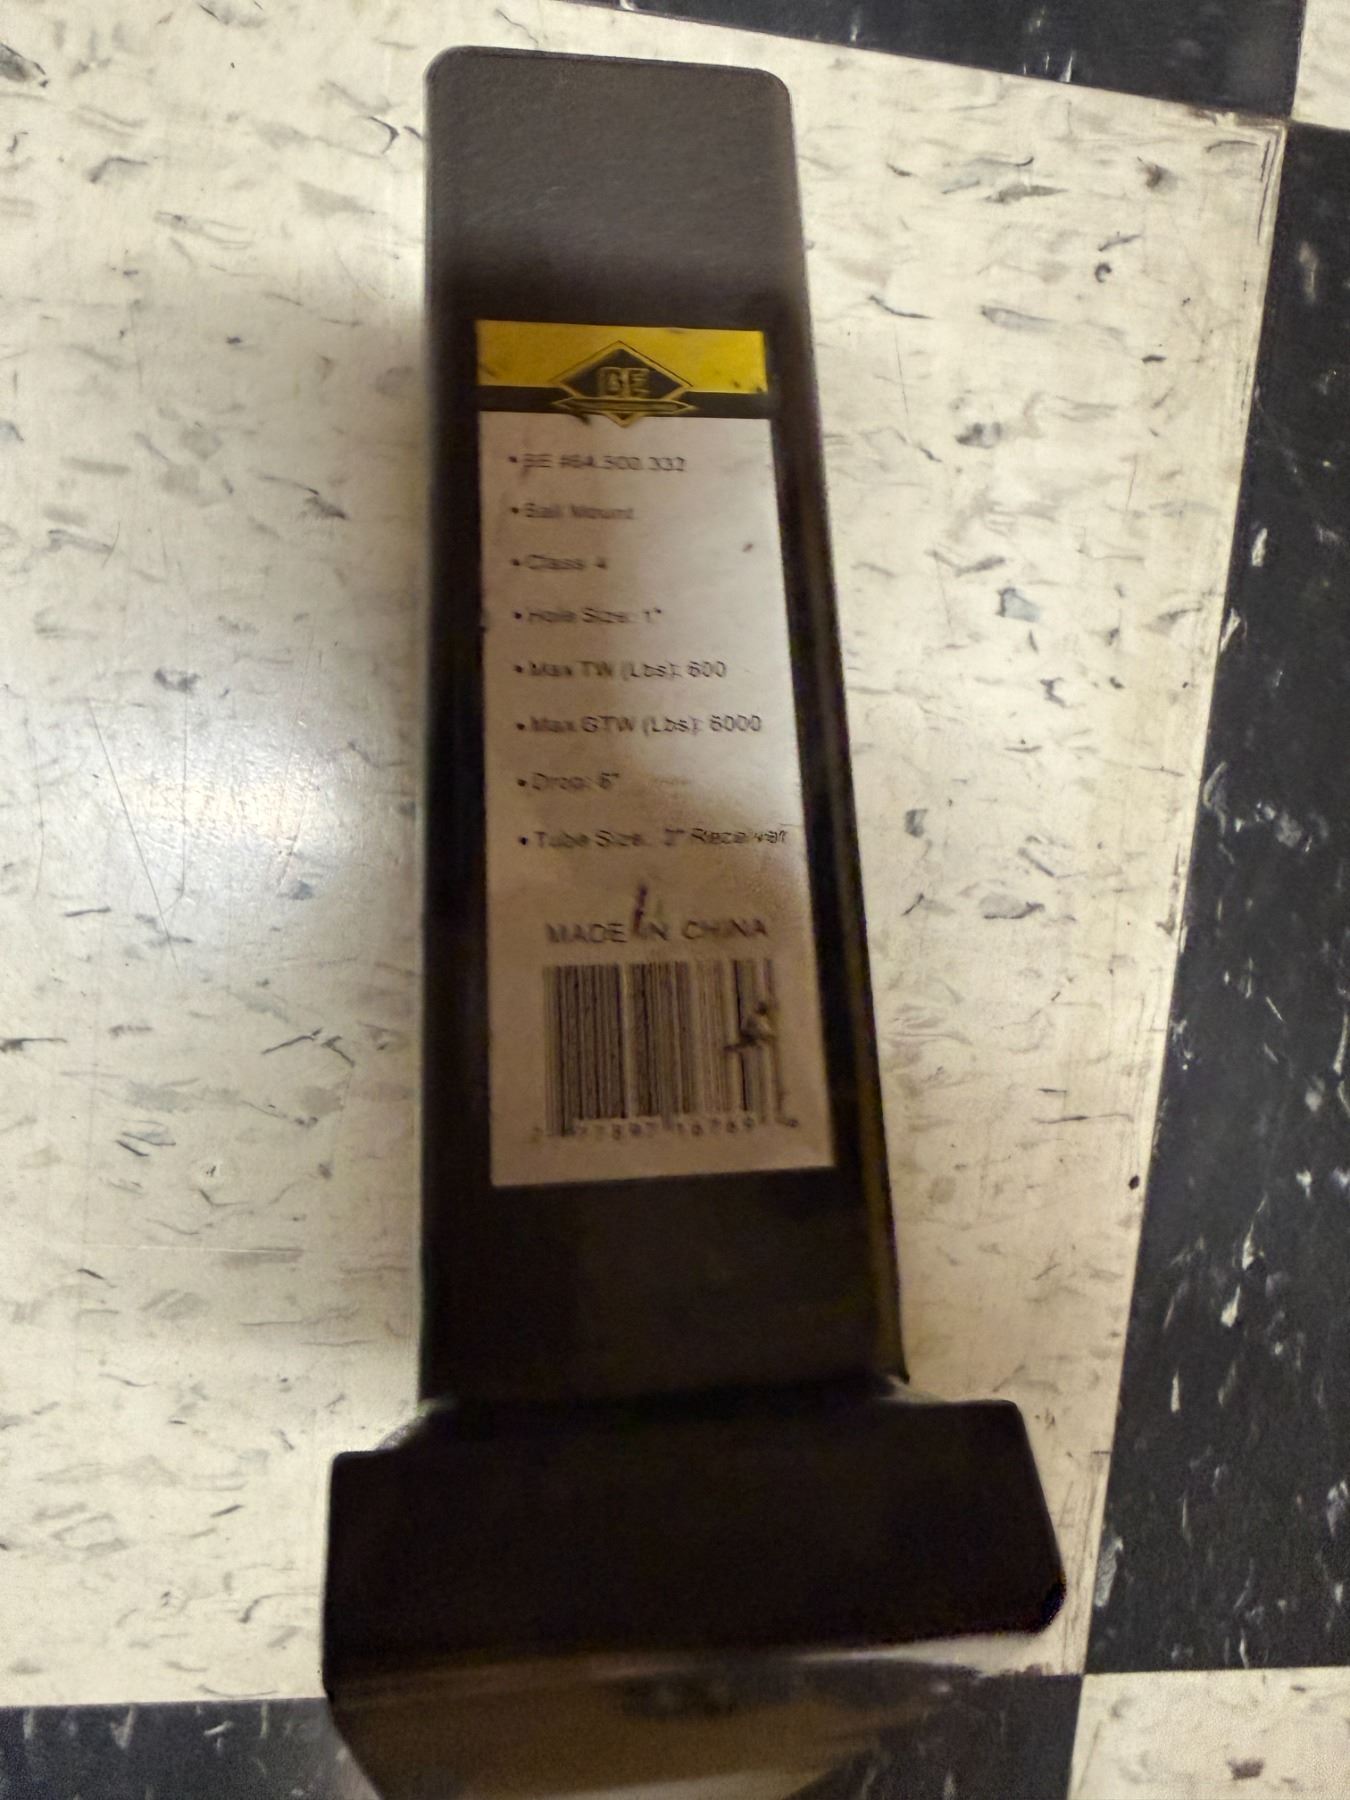 BE
• BE #64.500.332
• Ball Mount
• Class 4
• Hole Size: 1"
• Max TW (Lbs): 600
• Max GTW (Lbs): 6000
• Drop: 6"
• Tube Size: 2" Receiver
MADE IN CHINA